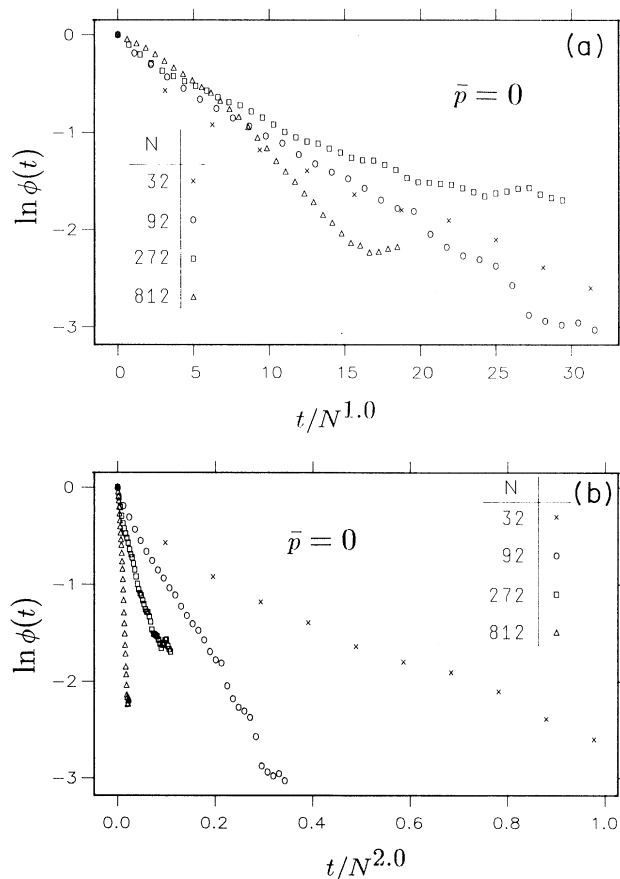 (a)
0
−1
−2
−3
ln ϕ(t)
p̄ = 0
N
32 ×
92 ○
272 □
812 △
0 5 10 15 20 25 30
t/N^1.0
(b)
0
−1
−2
−3
ln ϕ(t)
p̄ = 0
N
32 ×
92 ○
272 □
812 △
0.0 0.2 0.4 0.6 0.8 1.0
t/N^2.0